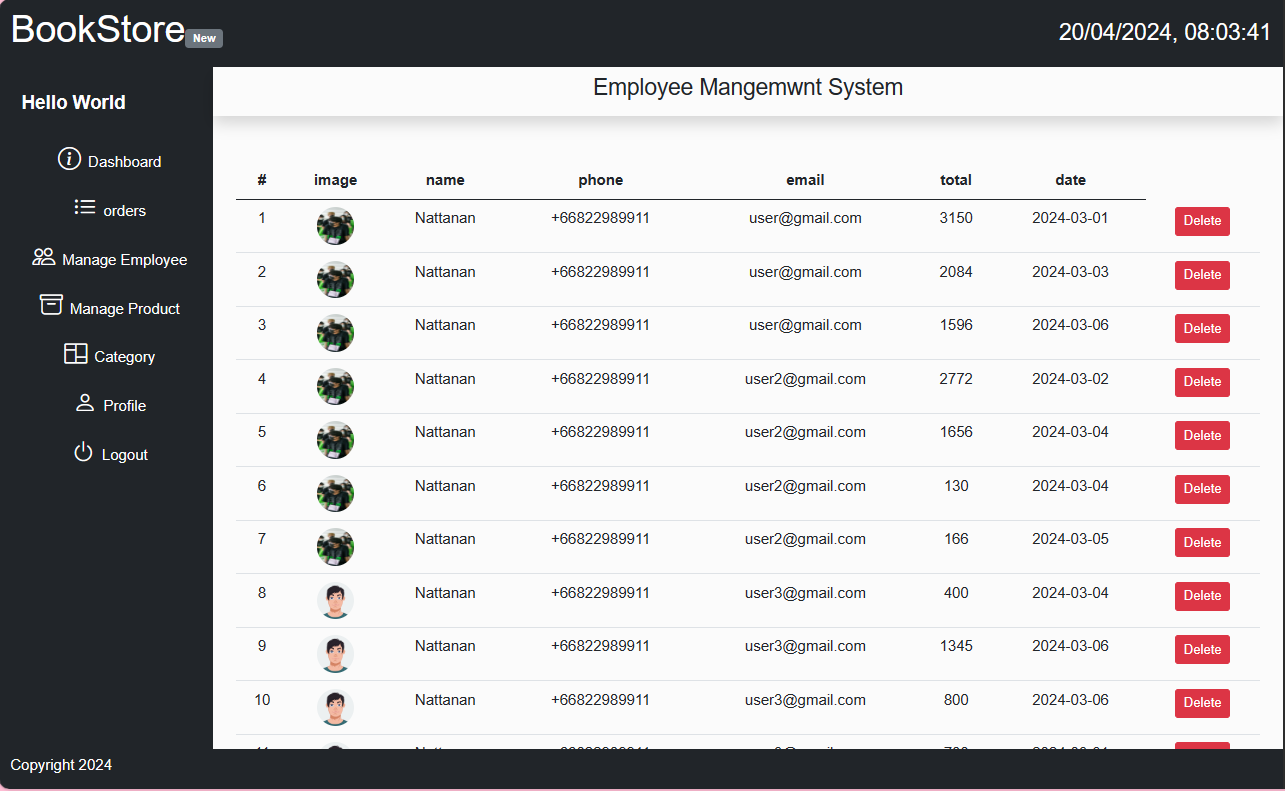 BookStore New
20/04/2024, 08:03:41
Hello World
Dashboard
orders
Manage Employee
Manage Product
Category
Profile
Logout
Employee Mangemwnt System
# image name phone email total date
1 Nattanan +66822989911 user@gmail.com 3150 2024-03-01 Delete
2 Nattanan +66822989911 user@gmail.com 2084 2024-03-03 Delete
3 Nattanan +66822989911 user@gmail.com 1596 2024-03-06 Delete
4 Nattanan +66822989911 user2@gmail.com 2772 2024-03-02 Delete
5 Nattanan +66822989911 user2@gmail.com 1656 2024-03-04 Delete
6 Nattanan +66822989911 user2@gmail.com 130 2024-03-04 Delete
7 Nattanan +66822989911 user2@gmail.com 166 2024-03-05 Delete
8 Nattanan +66822989911 user3@gmail.com 400 2024-03-04 Delete
9 Nattanan +66822989911 user3@gmail.com 1345 2024-03-06 Delete
10 Nattanan +66822989911 user3@gmail.com 800 2024-03-06 Delete
Copyright 2024